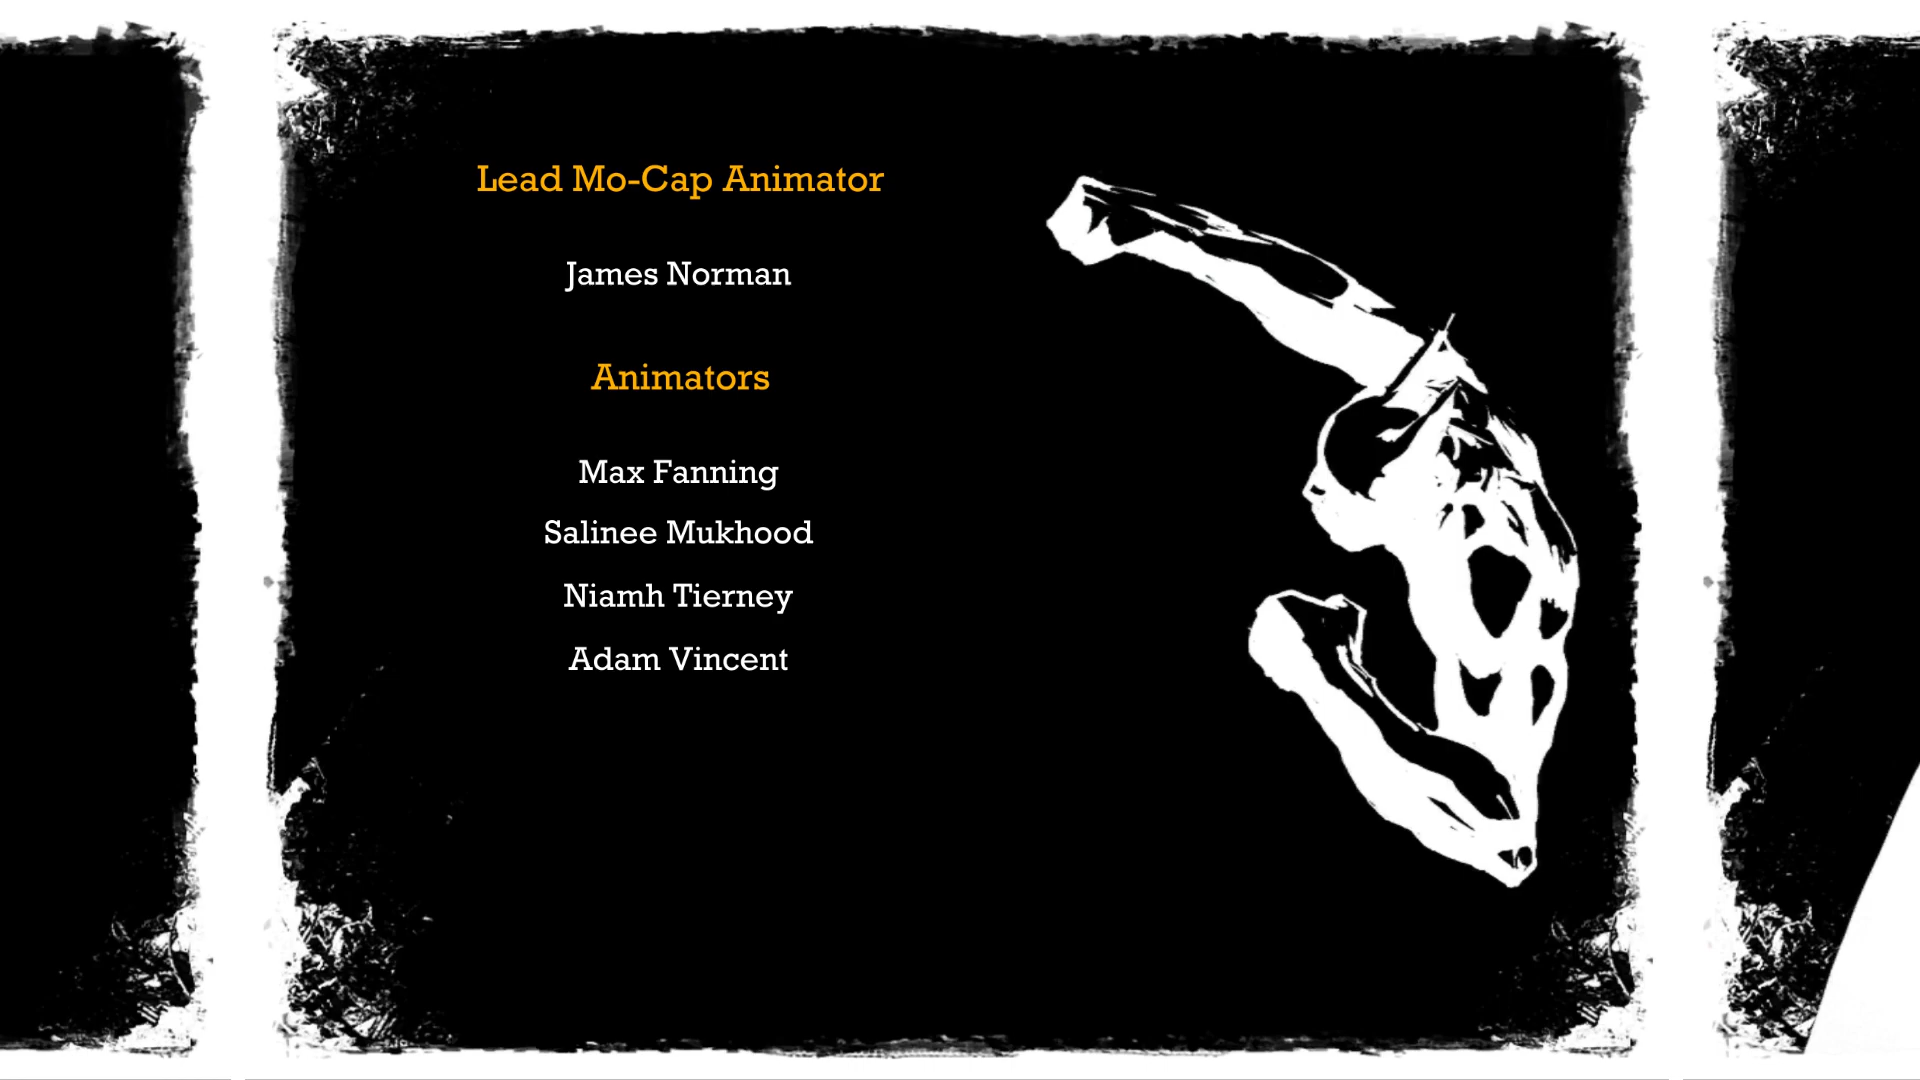 Lead Mo-Cap Animator
James Norman
Animators
Max Fanning
Salinee Mukhood
Niamh Tierney
Adam Vincent